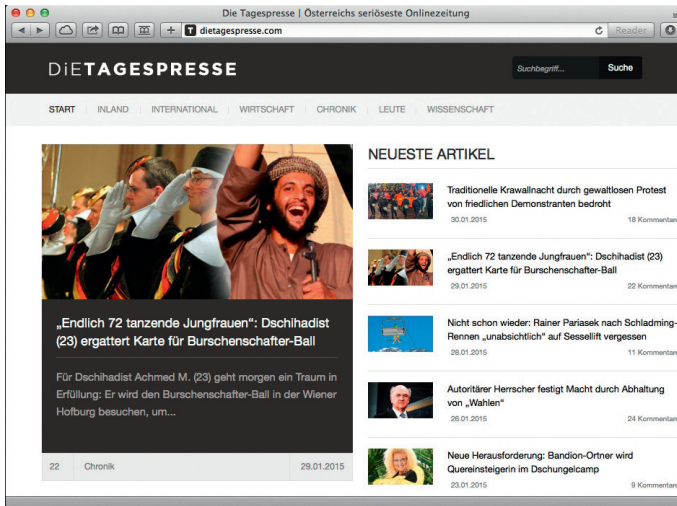 Die Tagespresse | Österreichs seriöseste Onlinezeitung
dietagespresse.com
Reader
DiETAGESPRESSE
Suchbegriff...
Suche
START
INLAND
INTERNATIONAL
WIRTSCHAFT
CHRONIK
LEUTE
WISSENSCHAFT
„Endlich 72 tanzende Jungfrauen“: Dschihadist
(23) ergattert Karte für Burschenschafter-Ball
Für Dschihadist Achmed M. (23) geht morgen ein Traum in
Erfüllung: Er wird den Burschenschafter-Ball in der Wiener
Hofburg besuchen, um...
22
Chronik
29.01.2015
NEUESTE ARTIKEL
Traditionelle Krawallnacht durch gewaltlosen Protest
von friedlichen Demonstranten bedroht
30.01.2015
18 Kommentare
„Endlich 72 tanzende Jungfrauen“: Dschihadist (23)
ergattert Karte für Burschenschafter-Ball
29.01.2015
22 Kommentare
Nicht schon wieder: Rainer Pariasek nach Schladming-
Rennen „unabsichtlich“ auf Sessellift vergessen
28.01.2015
11 Kommentare
Autoritärer Herrscher festigt Macht durch Abhaltung
von „Wahlen“
26.01.2015
24 Kommentare
Neue Herausforderung: Bandion-Ortner wird
Quereinsteigerin im Dschungelcamp
23.01.2015
9 Kommentare